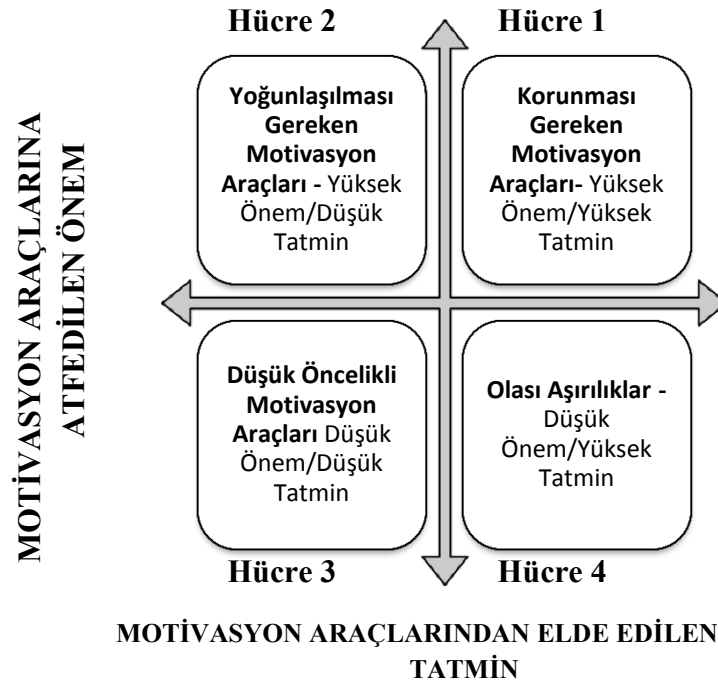 Hücre 2
Hücre 1
Yoğunlaşılması
Gereken
Motivasyon
Araçları - Yüksek
Önem/Düşük
Tatmin
Korunması
Gereken
Motivasyon
Araçları- Yüksek
Önem/Yüksek
Tatmin
MOTİVASYON ARAÇLARINA
ATFEDİLEN ÖNEM
Düşük Öncelikli
Motivasyon
Araçları Düşük
Önem/Düşük
Tatmin
Olası Aşırılıklar -
Düşük
Önem/Yüksek
Tatmin
Hücre 3
Hücre 4
MOTİVASYON ARAÇLARINDAN ELDE EDİLEN
TATMİN